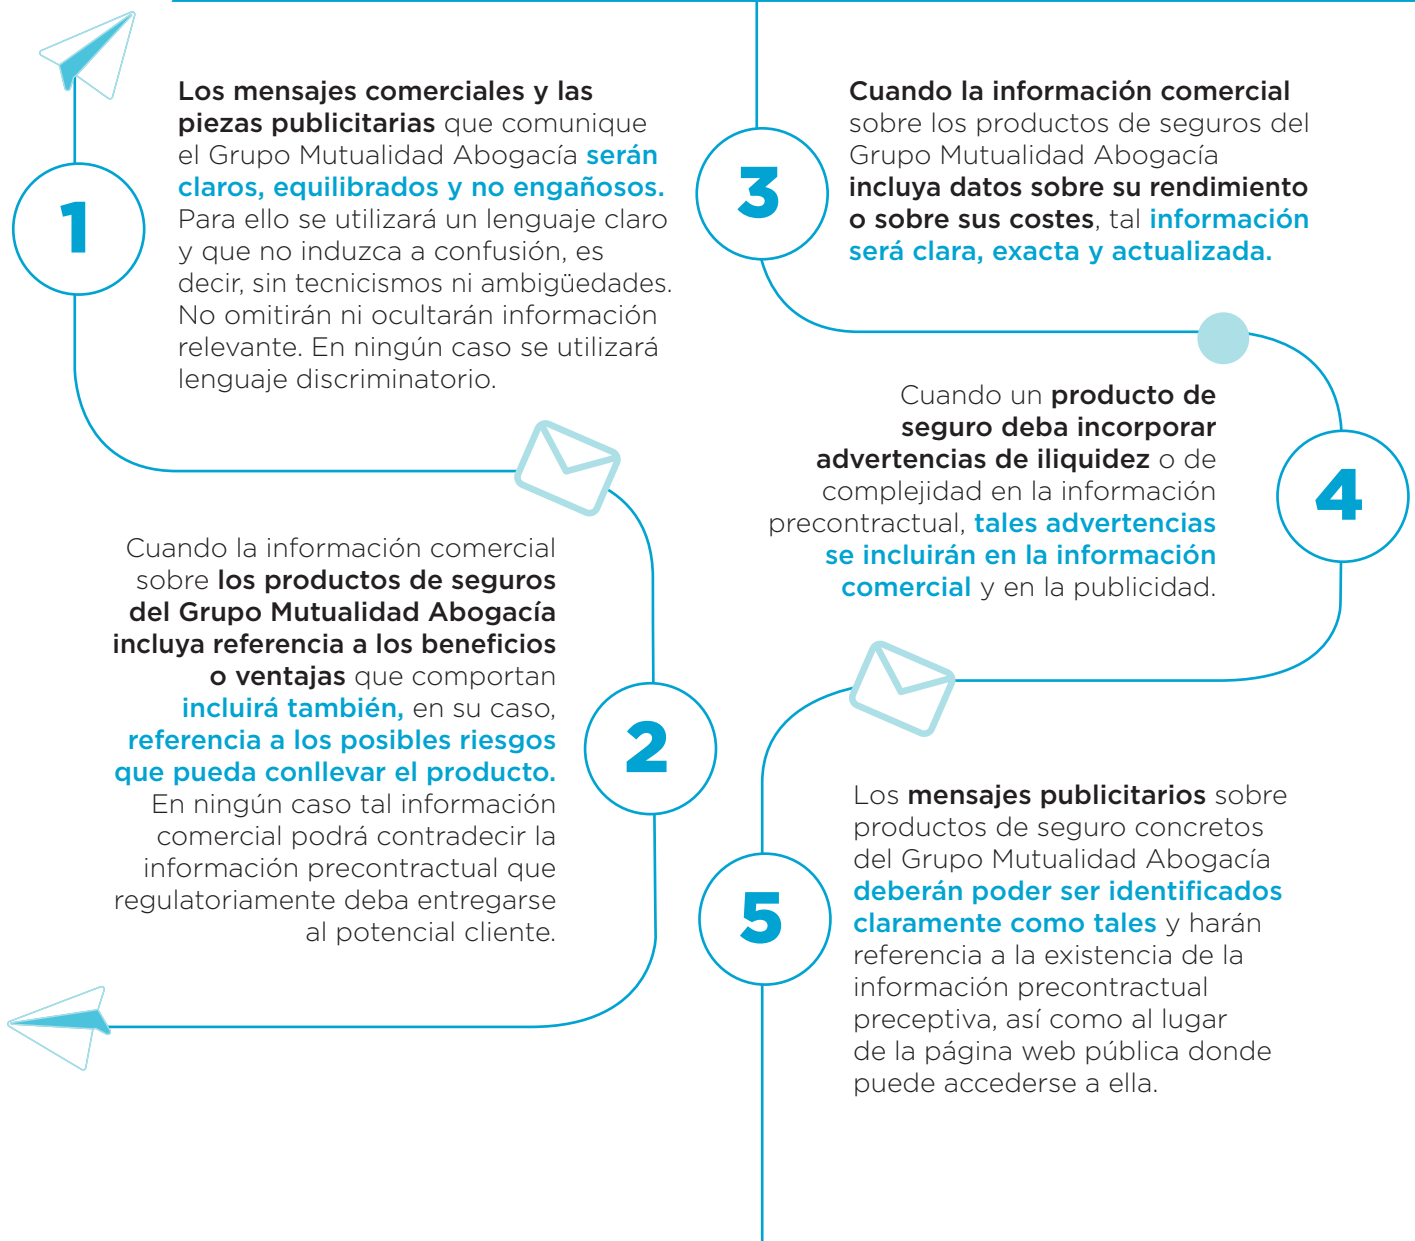 1
Los mensajes comerciales y las
piezas publicitarias que comunique
el Grupo Mutualidad Abogacía serán
claros, equilibrados y no engañosos.
Para ello se utilizará un lenguaje claro
y que no induzca a confusión, es
decir, sin tecnicismos ni ambigüedades.
No omitirán ni ocultarán información
relevante. En ningún caso se utilizará
lenguaje discriminatorio.
2
Cuando la información comercial
sobre los productos de seguros
del Grupo Mutualidad Abogacía
incluya referencia a los beneficios
o ventajas que comportan
incluirá también, en su caso,
referencia a los posibles riesgos
que pueda conllevar el producto.
En ningún caso tal información
comercial podrá contradecir la
información precontractual que
regulatoriamente deba entregarse
al potencial cliente.
3
Cuando la información comercial
sobre los productos de seguros del
Grupo Mutualidad Abogacía
incluya datos sobre su rendimiento
o sobre sus costes, tal información
será clara, exacta y actualizada.
4
Cuando un producto de
seguro deba incorporar
advertencias de iliquidez o de
complejidad en la información
precontractual, tales advertencias
se incluirán en la información
comercial y en la publicidad.
5
Los mensajes publicitarios sobre
productos de seguro concretos
del Grupo Mutualidad Abogacía
deberán poder ser identificados
claramente como tales y harán
referencia a la existencia de la
información precontractual
preceptiva, así como al lugar
de la página web pública donde
puede accederse a ella.